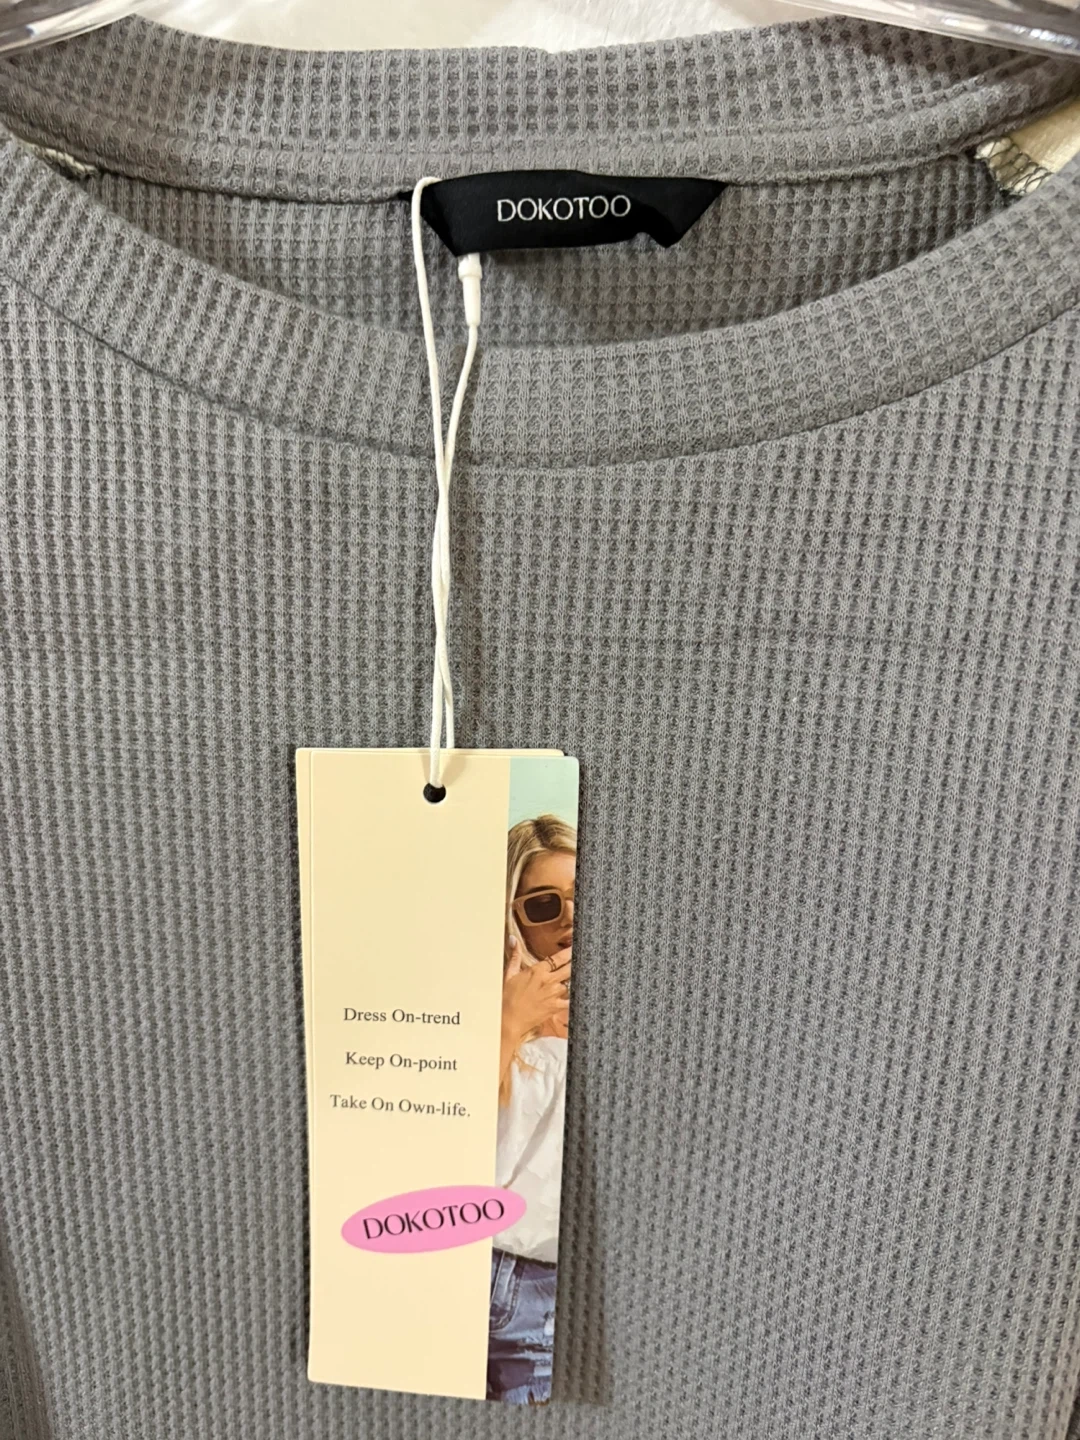 DOKOTOO
Dress On-trend
Keep On-point
Take On Own-life.
DOKOTOO